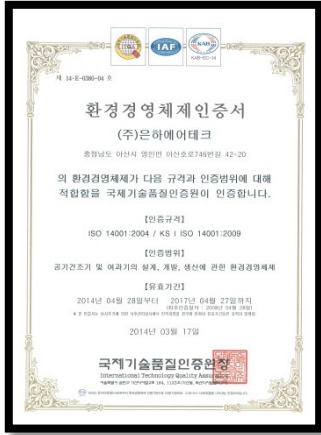 IAF
KAB
KAB-EC-14
제 14-E-0380-04 호
환경경영체제인증서
(주)은하에어테크
충청남도 아산시 영인면 아산호로746번길 42-20
의 환경경영체제가 다음 규격과 인증범위에 대해
적합함을 국제기술품질인증원이 인증합니다.
【인증규격】
ISO 14001:2004 / KS I ISO 14001:2009
【인증범위】
공기건조기 및 여과기의 설계, 개발, 생산에 관한 환경경영체제
【유효기간】
2014년 04월 28일부터 2017년 04월 27일까지
2014년 03월 17일
국제기술품질인증원장
International Technology Quality Assurance